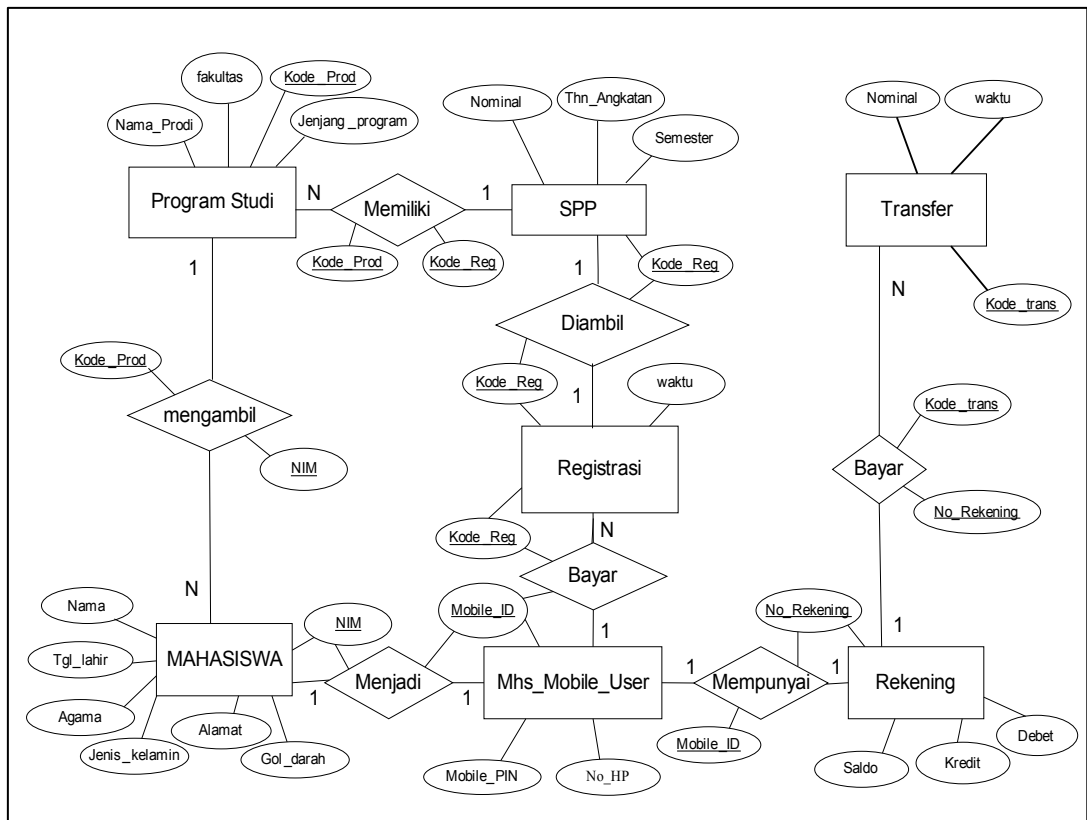 fakultas
Kode_Prod
Nama_Prodi
Jenjang_program
Program Studi
N
Memiliki
1
Kode_Prod
Kode_Reg
Nominal
Thn_Angkatan
Semester
SPP
Nominal
waktu
Transfer
1
1
Kode_Reg
N
Kode_trans
Diambil
Kode_Prod
mengambil
NIM
Kode_Reg
1
waktu
Registrasi
Kode_trans
Bayar
No_Rekening
Kode_Reg
N
Bayar
N
Nama
Tgl_lahir
Agama
Jenis_kelamin
Alamat
Gol_darah
MAHASISWA
NIM
1
Menjadi
1
Mobile_ID
1
Mhs_Mobile_User
Mobile_PIN
No_HP
1
Mempunyai
1
No_Rekening
Mobile_ID
1
Rekening
Saldo
Kredit
Debet